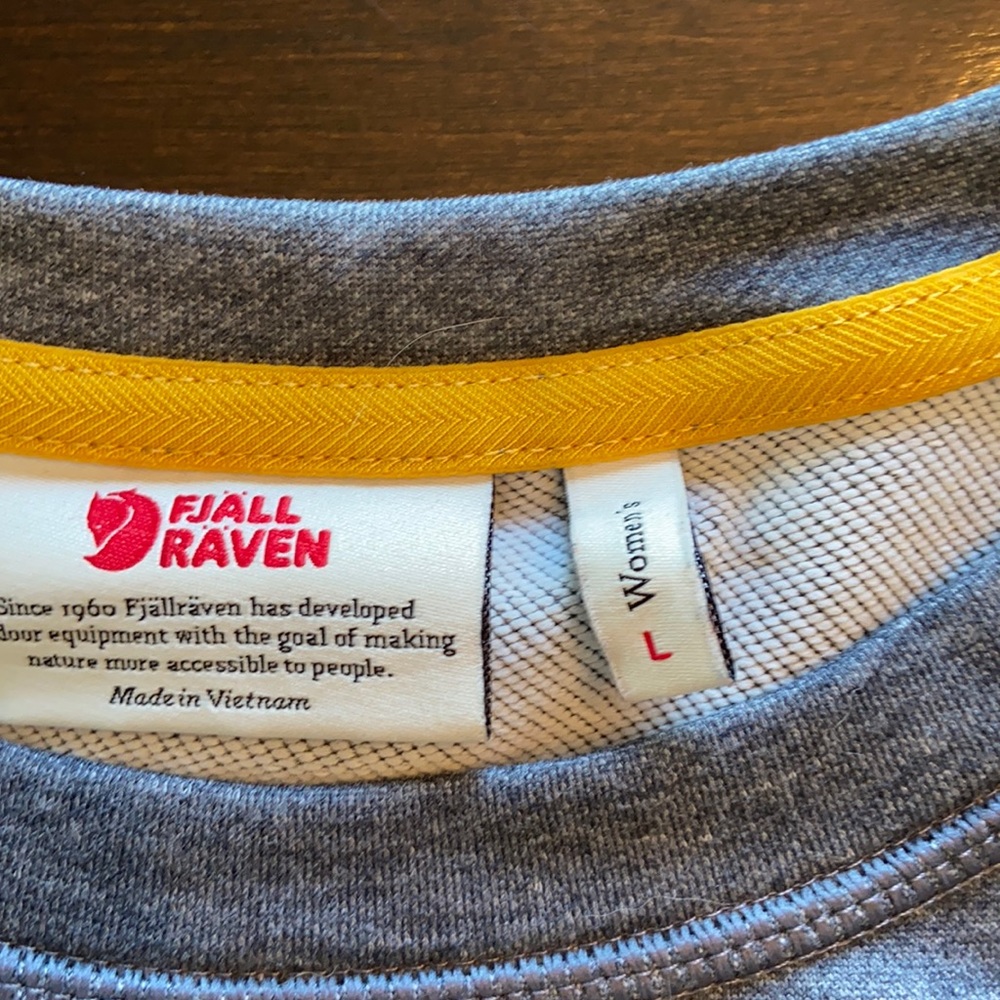 FJÄLL
RÄVEN
Since 1960 Fjällräven has developed
door equipment with the goal of making
nature more accessible to people.
Made in Vietnam
Women's
L